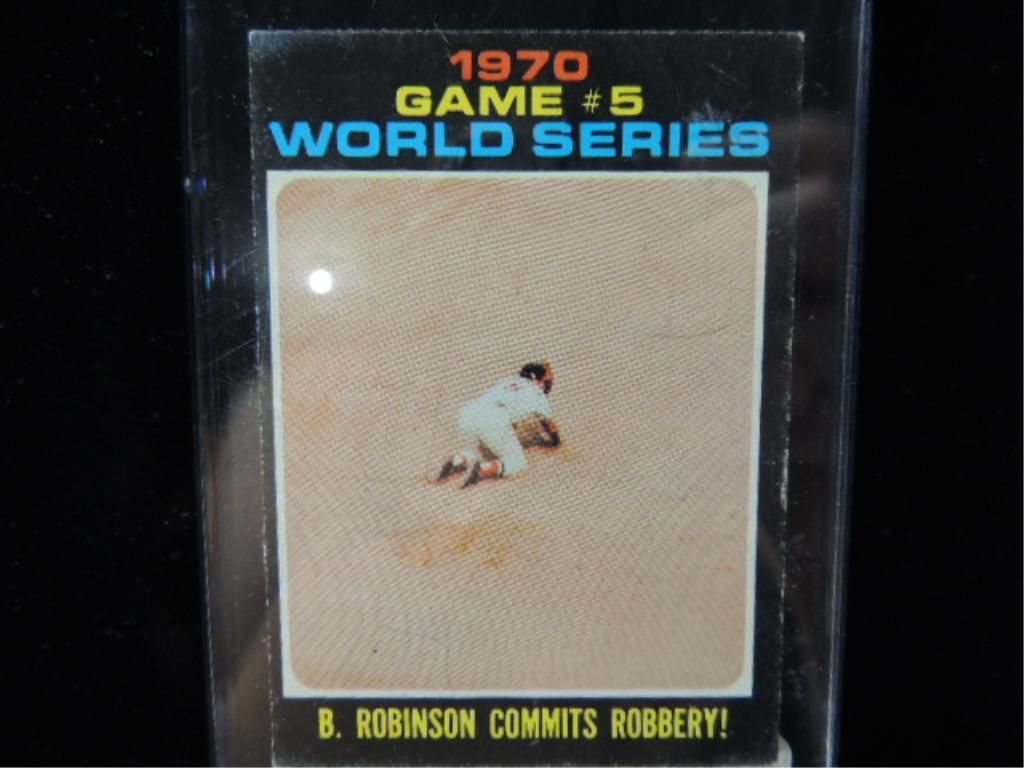 1970
GAME #5
WORLD SERIES
B. ROBINSON COMMITS ROBBERY!